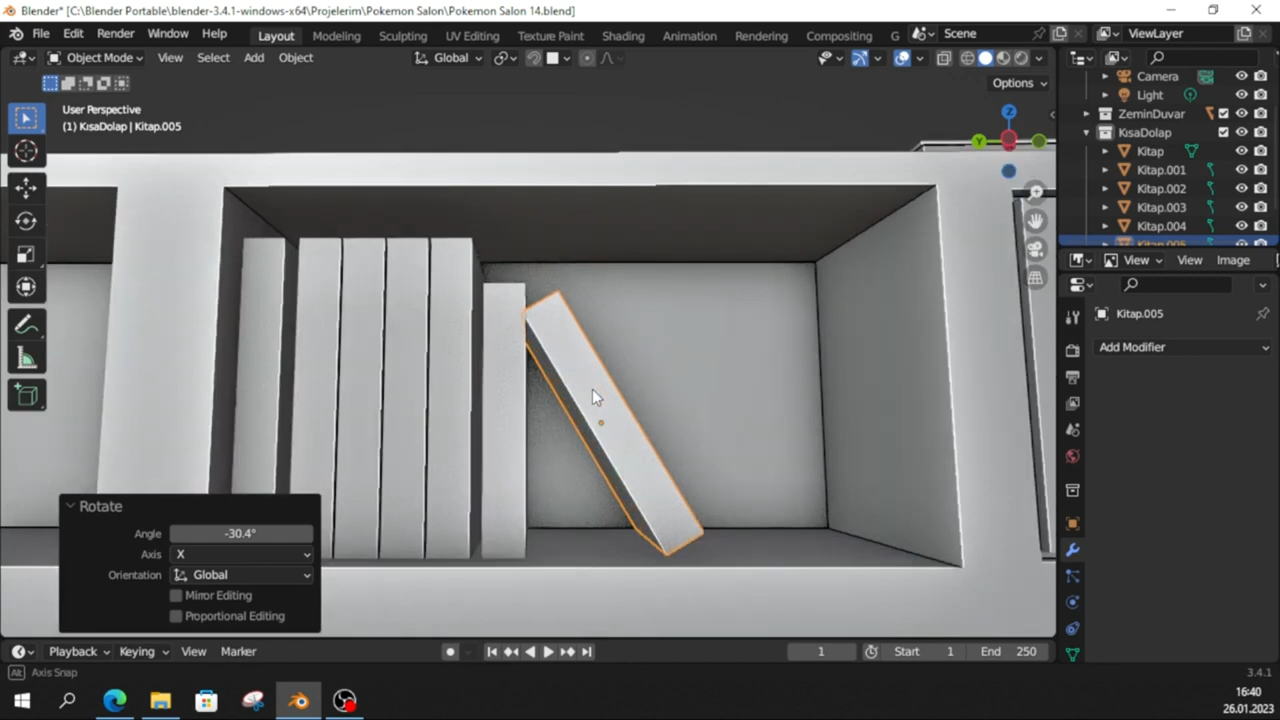 Blender* [C:\Blender Portable\blender-3.4.1-windows-x64\Projelerim\Pokemon Salon\Pokemon Salon 14.blend]
File Edit Render Window Help Layout Modeling Sculpting UV Editing Texture Paint Shading Animation Rendering Compositing G Scene ViewLayer
Object Mode View Select Add Object Global
Options
User Perspective
(1) KısaDolap | Kitap.005
Z
Y
Camera
Light
ZeminDuvar
KısaDolap
Kitap
Kitap.001
Kitap.002
Kitap.003
Kitap.004
Kitap.005
View View Image
Kitap.005
Add Modifier
Rotate
Angle -30.4°
Axis X
Orientation Global
Mirror Editing
Proportional Editing
Playback Keying View Marker 1 Start 1 End 250
Alt Axis Snap 3.4.1
16:40
26.01.2023